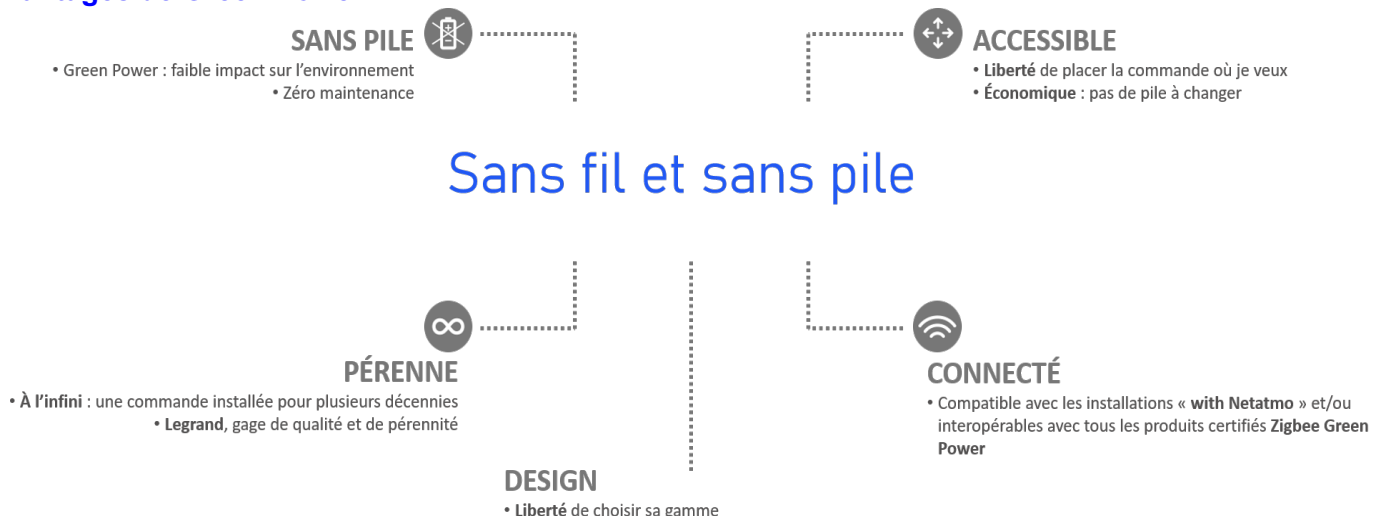 SANS PILE
• Green Power : faible impact sur l’environnement
• Zéro maintenance
ACCESSIBLE
• Liberté de placer la commande où je veux
• Économique : pas de pile à changer
Sans fil et sans pile
PÉRENNE
• À l’infini : une commande installée pour plusieurs décennies
• Legrand, gage de qualité et de pérennité
CONNECTÉ
• Compatible avec les installations « with Netatmo » et/ou
interopérables avec tous les produits certifiés Zigbee Green
Power
DESIGN
• Liberté de choisir sa gamme